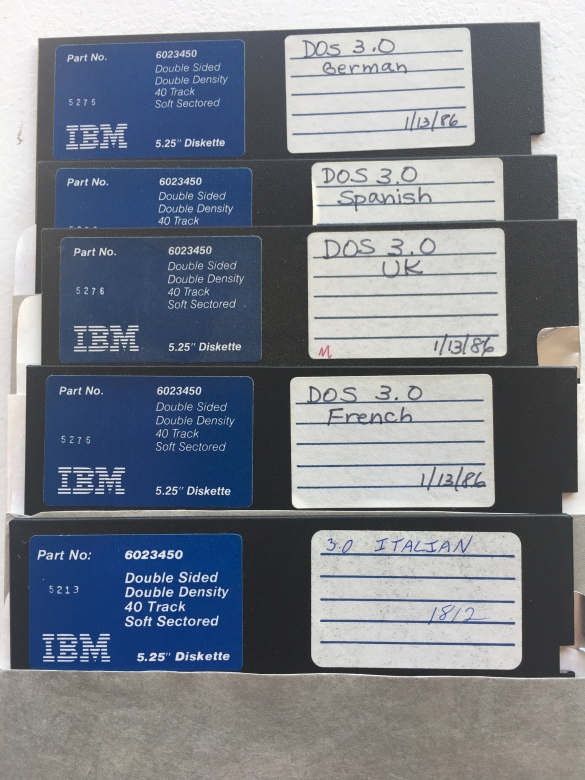 Part No. 6023450
Double Sided
Double Density
40 Track
Soft Sectored
5275
IBM
5.25" Diskette
DOS 3.0
German
1/13/86
Part No. 6023450
Double Sided
Double Density
40 Track
DOS 3.0
Spanish
Part No. 6023450
Double Sided
Double Density
40 Track
Soft Sectored
5276
IBM
5.25" Diskette
DOS 3.0
UK
M
1/13/86
Part No. 6023450
Double Sided
Double Density
40 Track
Soft Sectored
5275
IBM
5.25" Diskette
DOS 3.0
French
1/13/86
Part No: 6023450
Double Sided
Double Density
40 Track
Soft Sectored
5213
IBM
5.25" Diskette
3.0 ITALIAN
1812